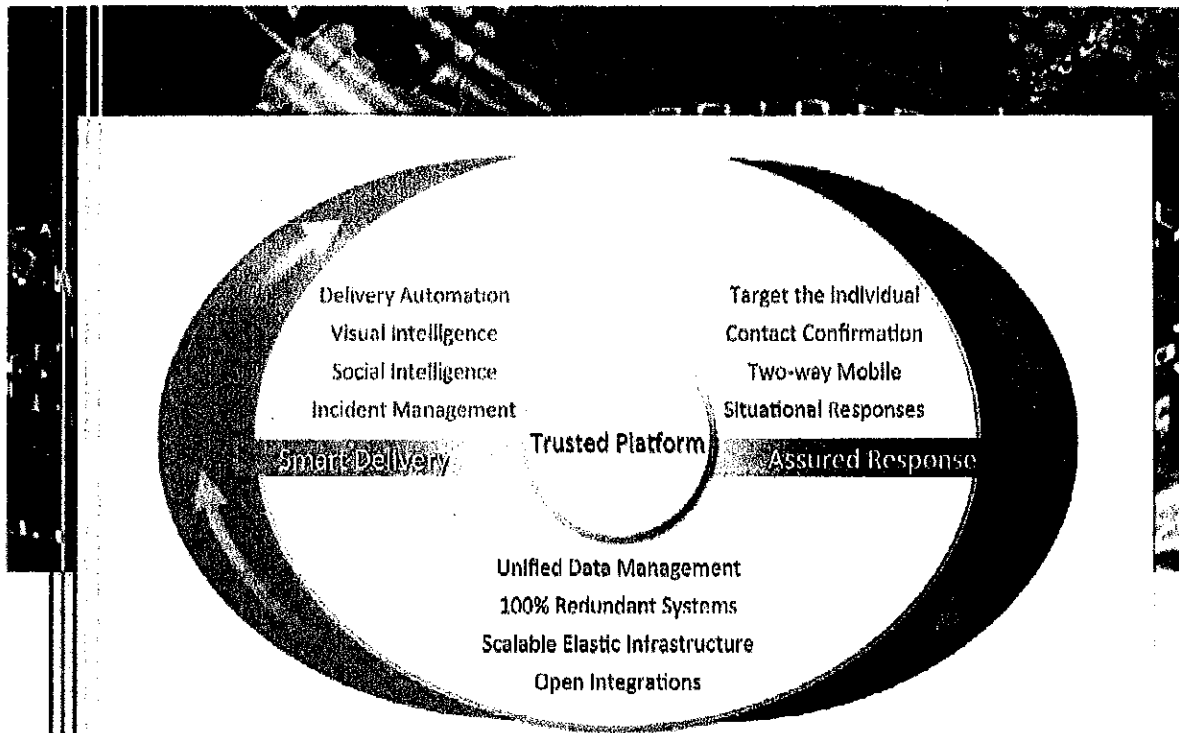 Delivery Automation
Visual Intelligence
Social Intelligence
Incident Management
Smart Delivery
Target the Individual
Contact Confirmation
Two-way Mobile
Situational Responses
Assured Response
Trusted Platform
Unified Data Management
100% Redundant Systems
Scalable Elastic Infrastructure
Open Integrations